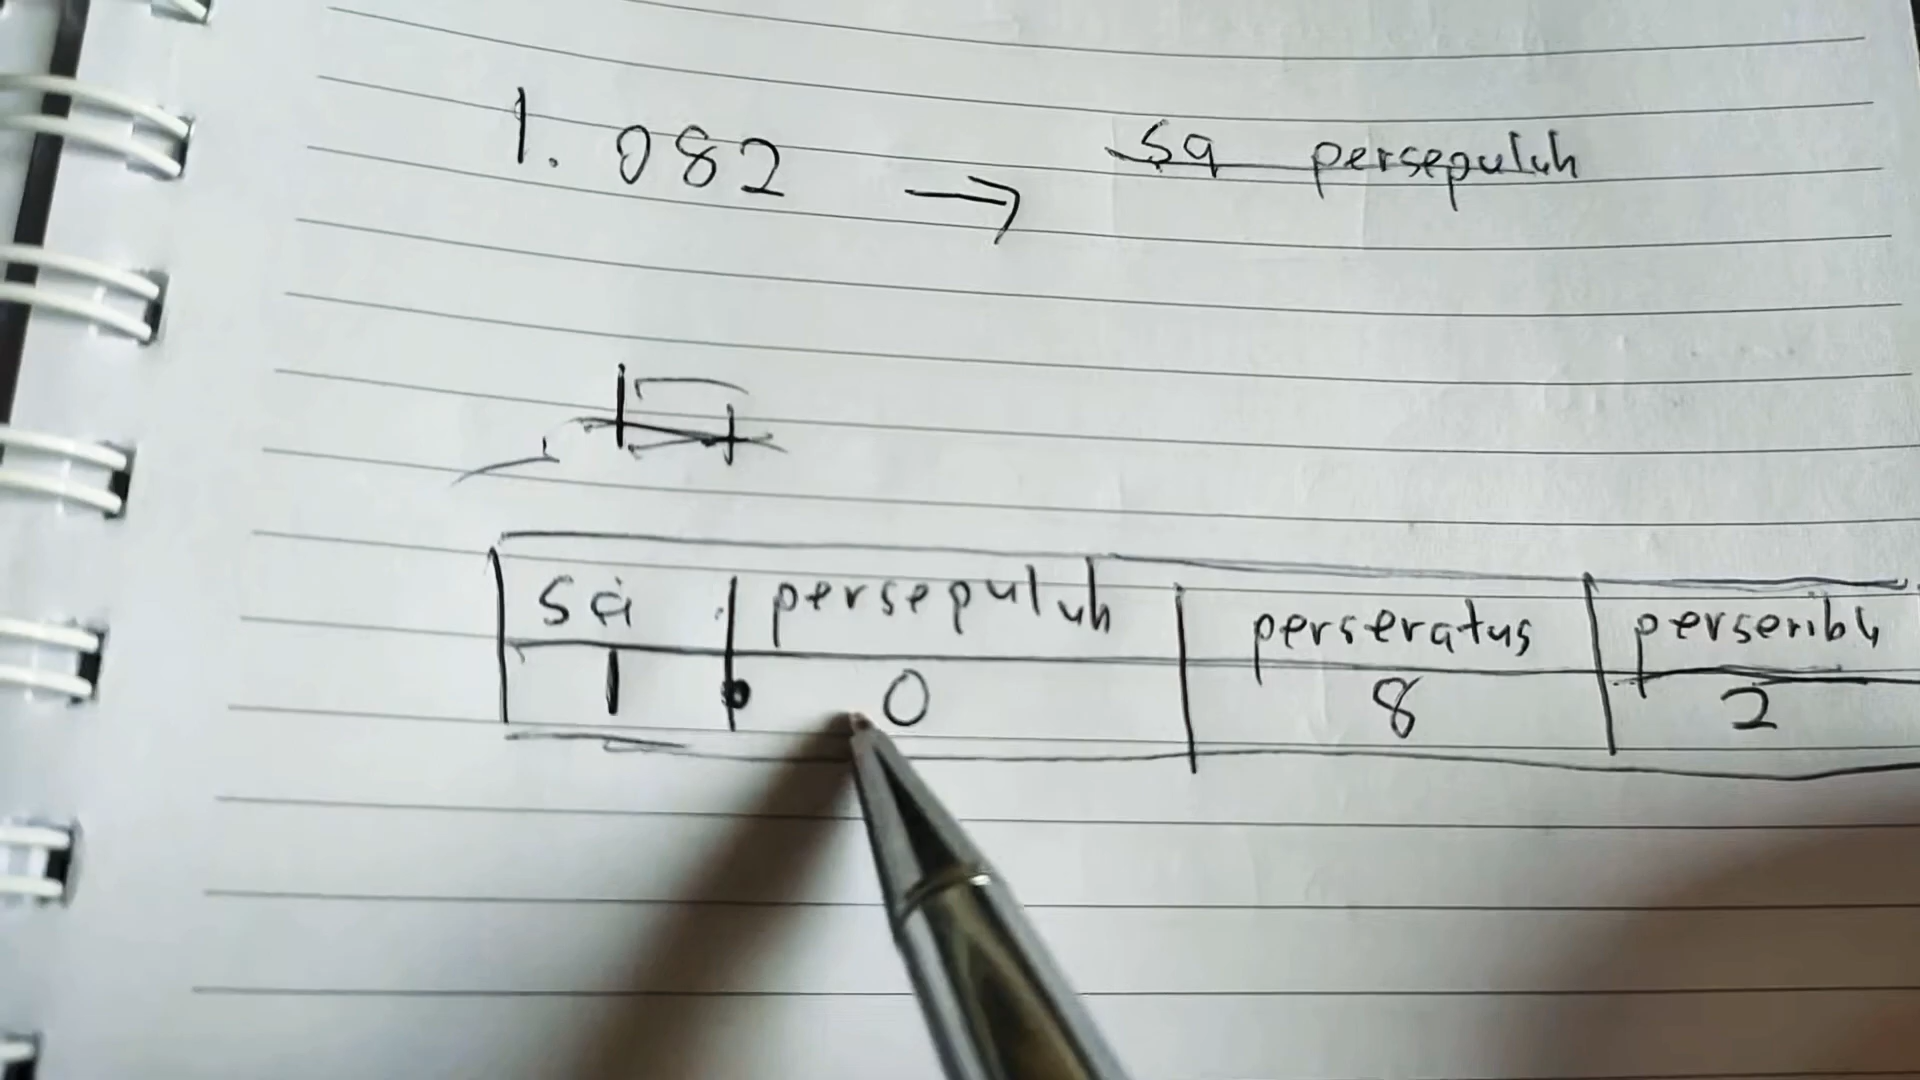 1.082 → sa persepuluh
sa persepuluh perseratus perseribu
1 . 0 8 2